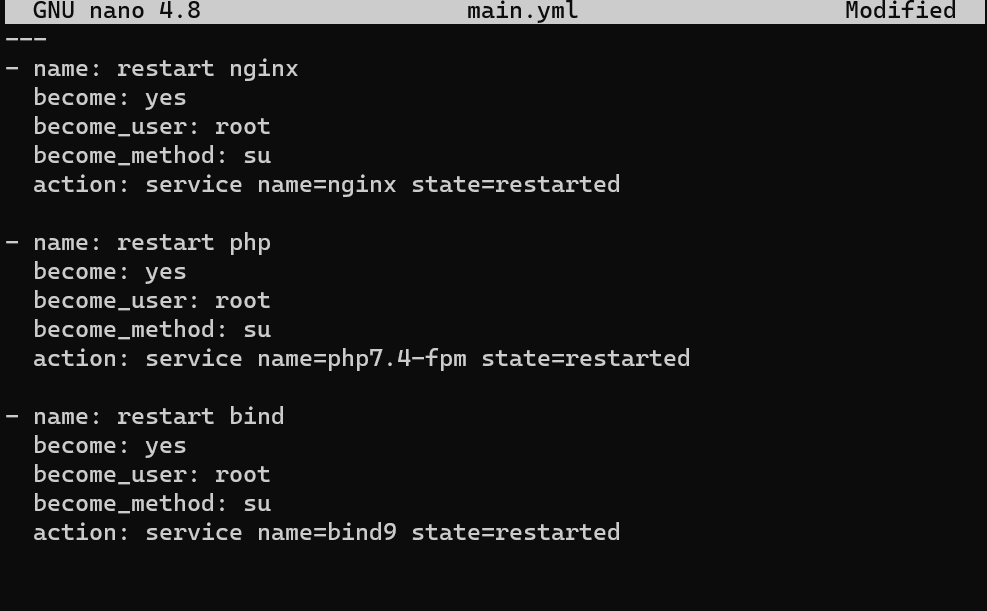 GNU nano 4.8 main.yml Modified
---
- name: restart nginx
  become: yes
  become_user: root
  become_method: su
  action: service name=nginx state=restarted

- name: restart php
  become: yes
  become_user: root
  become_method: su
  action: service name=php7.4-fpm state=restarted

- name: restart bind
  become: yes
  become_user: root
  become_method: su
  action: service name=bind9 state=restarted